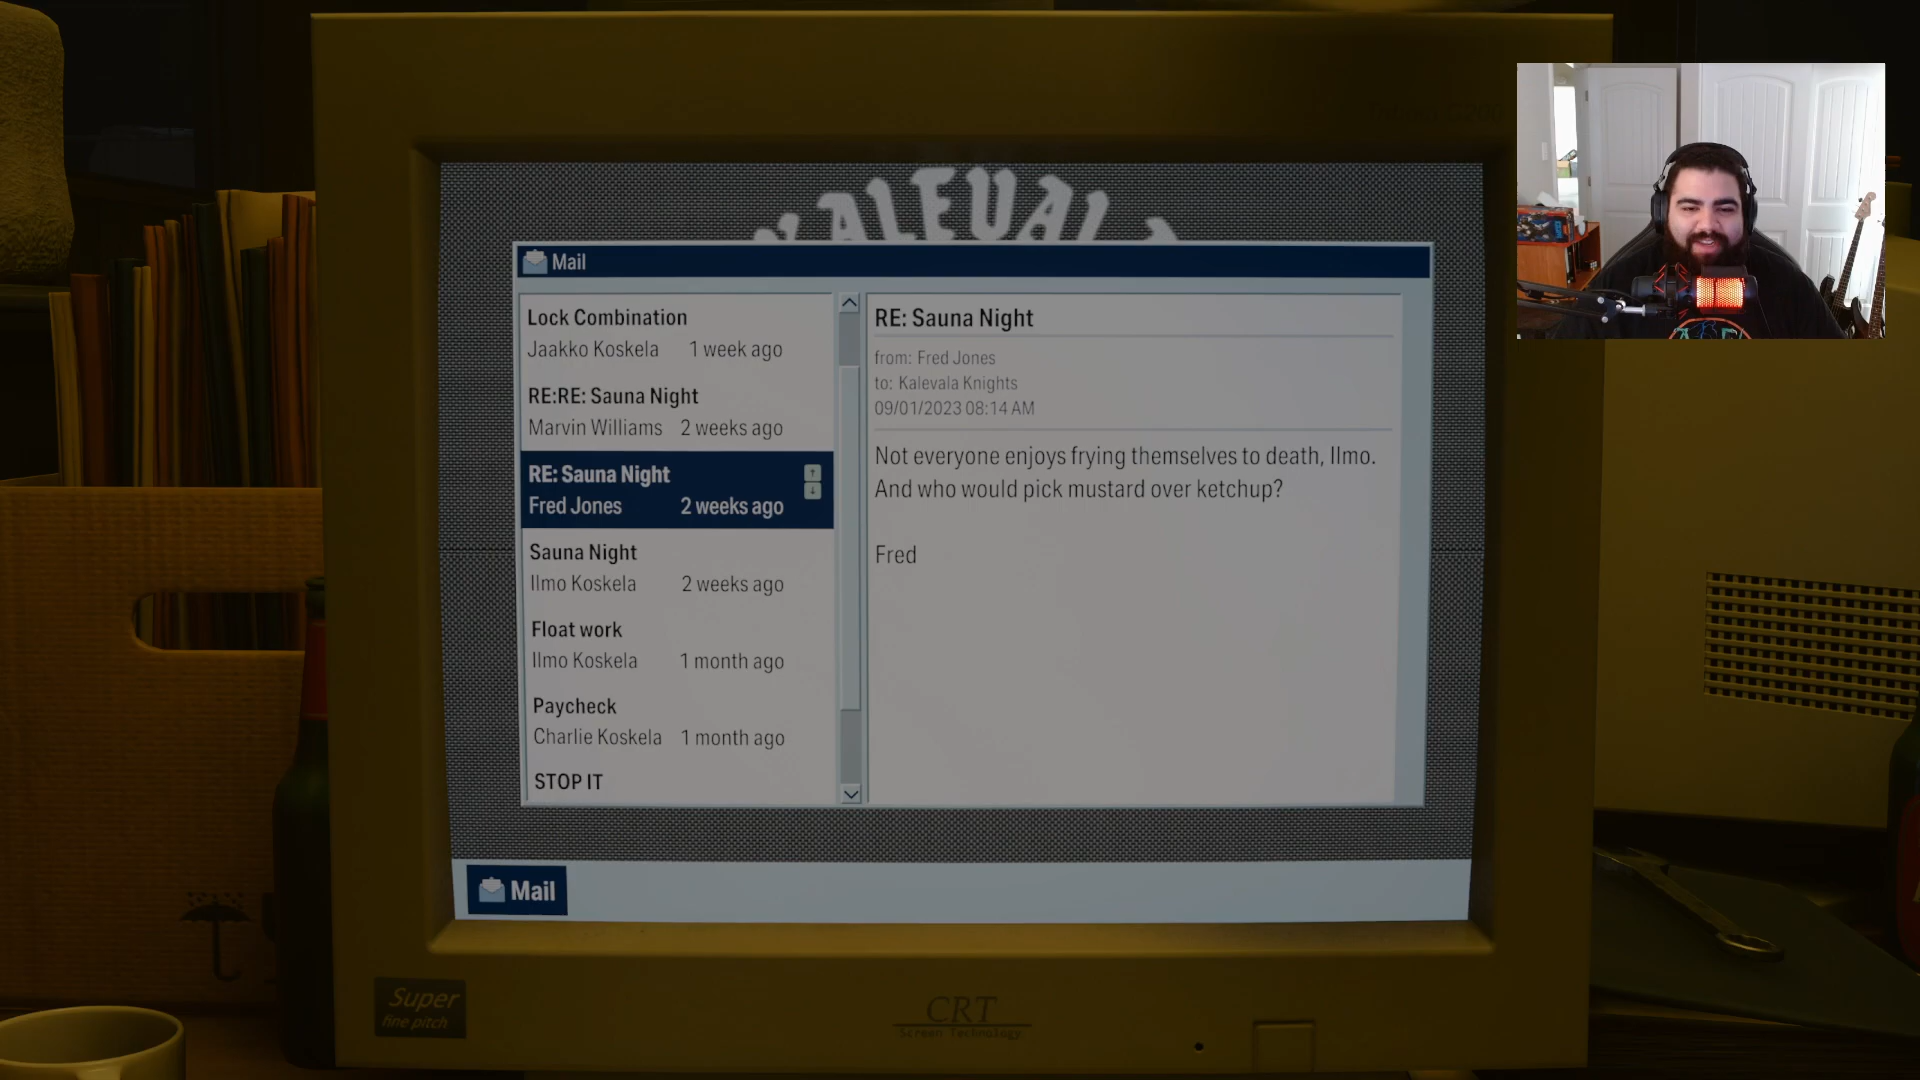 KALEVALA
Mail
Lock Combination
Jaakko Koskela 1 week ago
RE:RE: Sauna Night
Marvin Williams 2 weeks ago
RE: Sauna Night
Fred Jones 2 weeks ago
Sauna Night
Ilmo Koskela 2 weeks ago
Float work
Ilmo Koskela 1 month ago
Paycheck
Charlie Koskela 1 month ago
STOP IT
RE: Sauna Night
from: Fred Jones
to: Kalevala Knights
09/01/2023 08:14 AM
Not everyone enjoys frying themselves to death, Ilmo.
And who would pick mustard over ketchup?
Fred
Mail
Super
fine pitch
CRT
Screen Technology